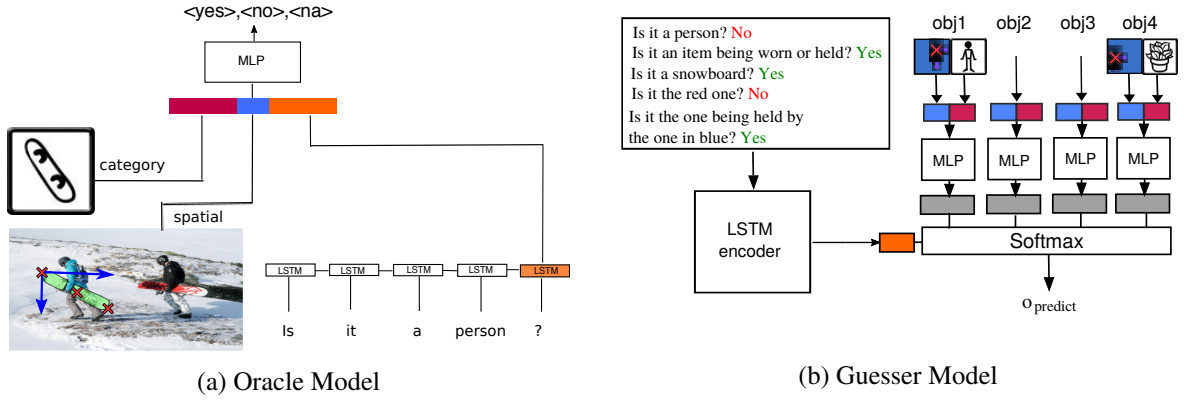 <yes>,<no>,<na>
MLP
category
spatial
LSTM LSTM LSTM LSTM LSTM
Is it a person ?
(a) Oracle Model
Is it a person? No
Is it an item being worn or held? Yes
Is it a snowboard? Yes
Is it the red one? No
Is it the one being held by
the one in blue? Yes
obj1 obj2 obj3 obj4
MLP MLP MLP MLP
LSTM
encoder
Softmax
o predict
(b) Guesser Model